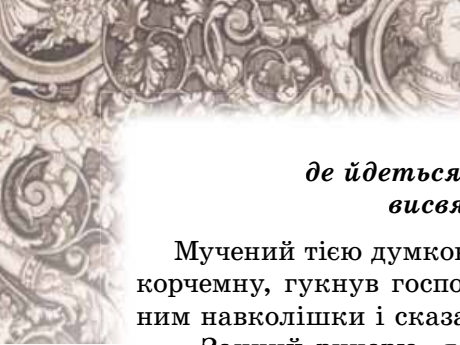 де йдеться
висвя
Мучений тією думкою
корчемну, гукнув госпо
ним навколішки і сказа